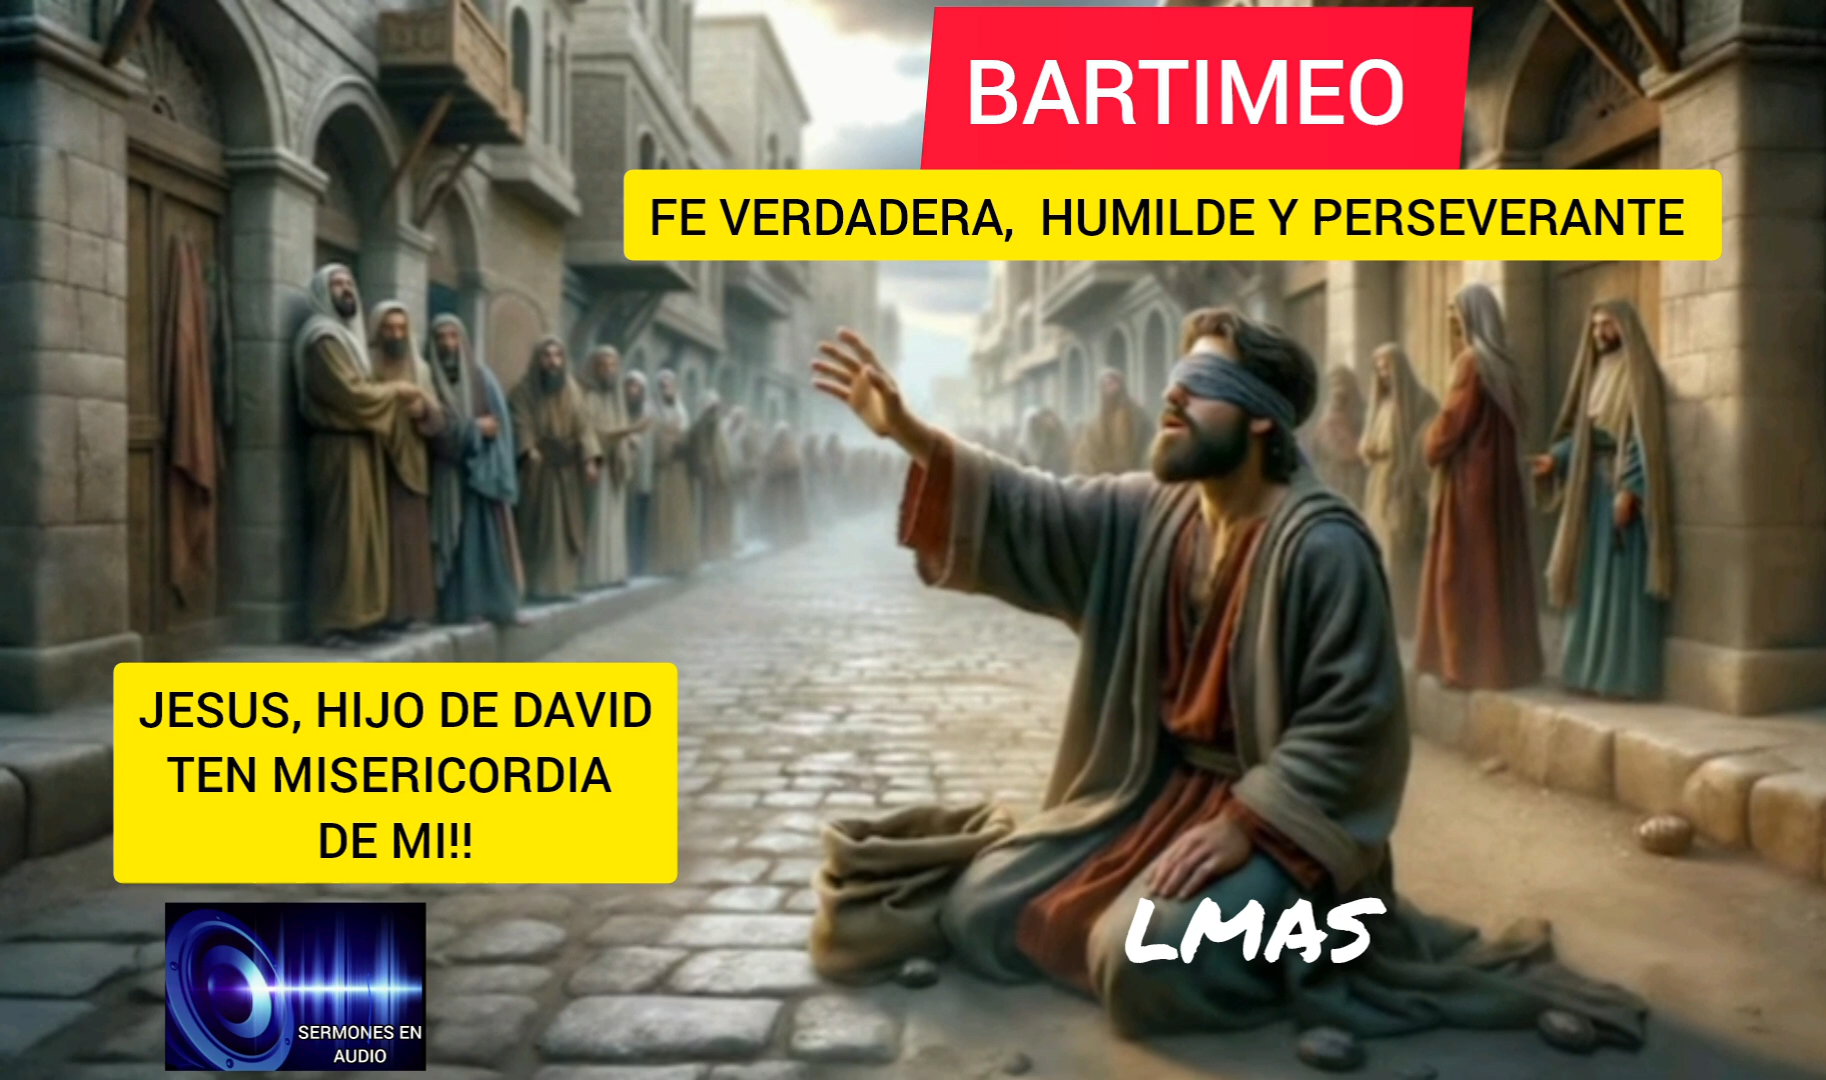 BARTIMEO
FE VERDADERA, HUMILDE Y PERSEVERANTE
JESUS, HIJO DE DAVID
TEN MISERICORDIA
DE MI!!
LMAS
SERMONES EN
AUDIO